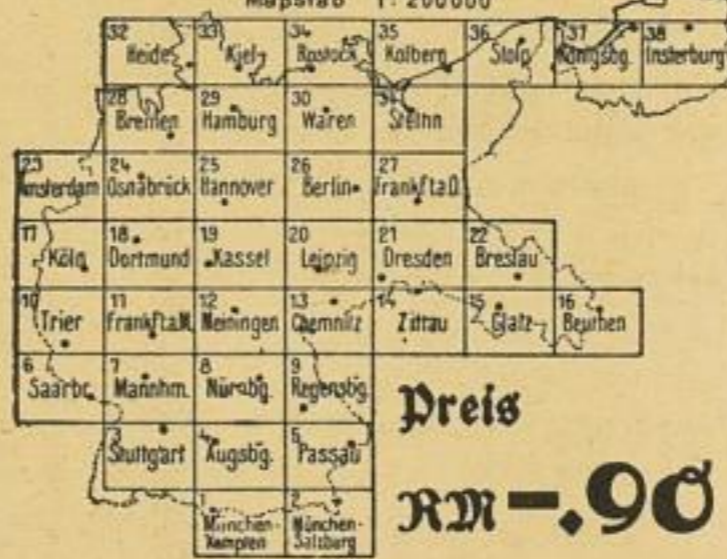 Maßstab 1:200000
32 Heide 33 Kiel 34 Rostock 35 Kolberg 36 Stolp 37 Königsbg. 38 Insterburg
28 Bremen 29 Hamburg 30 Waren 31 Stettin
23 Amsterdam 24 Osnabrück 25 Hannover 26 Berlin 27 Frankft a O.
17 Köln 18 Dortmund 19 Kassel 20 Leipzig 21 Dresden 22 Breslau
10 Trier 11 Frankft a M. 12 Meiningen 13 Chemnitz 14 Zittau 15 Glatz 16 Beuthen
6 Saarbr. 7 Mannhm. 8 Nürnbg. 9 Regensbg.
3 Stuttgart 4 Augsbg. 5 Passau
1 München-Kempten 2 München-Salzburg
Preis
RM -.90